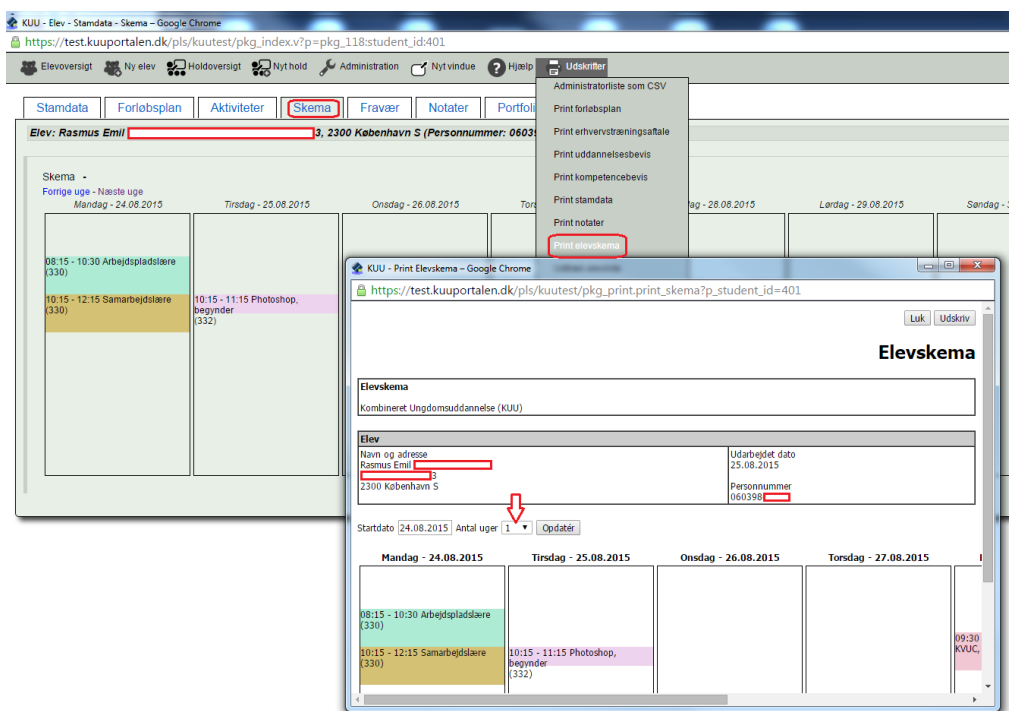 KUU - Elev - Stamdata - Skema – Google Chrome
https://test.kuuportalen.dk/pls/kuutest/pkg_index.v?p=pkg_118:student_id:401
Elevoversigt Ny elev Holdoversigt Nyt hold Administration Nyt vindue Hjælp Udskrifter
Administratorliste som CSV
Print forløbsplan
Print erhvervstræningsaftale
Print uddannelsesbevis
Print kompetencebevis
Print stamdata
Print notater
Print elevskema
Stamdata Forløbsplan Aktiviteter Skema Fravær Notater Portfoli
Elev: Rasmus Emil 3, 2300 København S (Personnummer: 06039
Skema -
Forrige uge - Næste uge
Mandag - 24.08.2015 Tirsdag - 25.08.2015 Onsdag - 26.08.2015 Tors ag - 28.08.2015 Lørdag - 29.08.2015 Søndag - 3
08:15 - 10:30 Arbejdspladslære
(330)
10:15 - 12:15 Samarbejdslære
(330)
10:15 - 11:15 Photoshop,
begynder
(332)
KUU - Print Elevskema – Google Chrome
https://test.kuuportalen.dk/pls/kuutest/pkg_print.print_skema?p_student_id=401
Luk Udskriv
Elevskema
Elevskema
Kombineret Ungdomsuddannelse (KUU)
Elev
Navn og adresse
Rasmus Emil
3
2300 København S
Udarbejdet dato
25.08.2015
Personnummer
060398
Startdato 24.08.2015 Antal uger 1 Opdatér
Mandag - 24.08.2015 Tirsdag - 25.08.2015 Onsdag - 26.08.2015 Torsdag - 27.08.2015
08:15 - 10:30 Arbejdspladslære
(330)
10:15 - 12:15 Samarbejdslære
(330)
10:15 - 11:15 Photoshop,
begynder
(332)
09:30
KVUC,